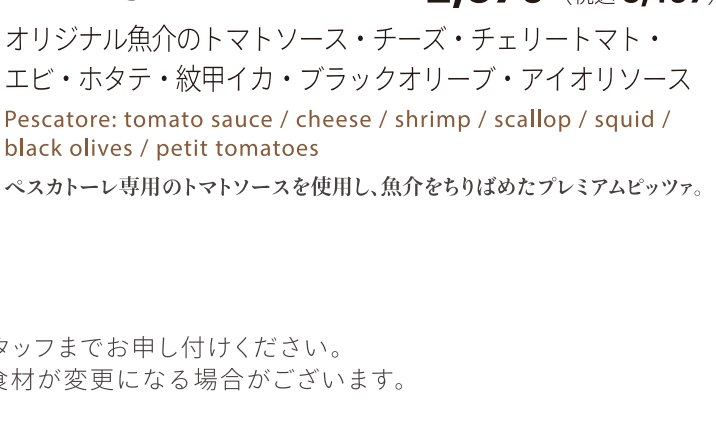 オリジナル魚介のトマトソース・チーズ・チェリートマト・
エビ・ホタテ・紋甲イカ・ブラックオリーブ・アイオリソース
Pescatore: tomato sauce / cheese / shrimp / scallop / squid /
black olives / petit tomatoes
ペスカトーレ専用のトマトソースを使用し、魚介をちりばめたプレミアムピッツァ。
タッフまでお申し付けください。
食材が変更になる場合がございます。